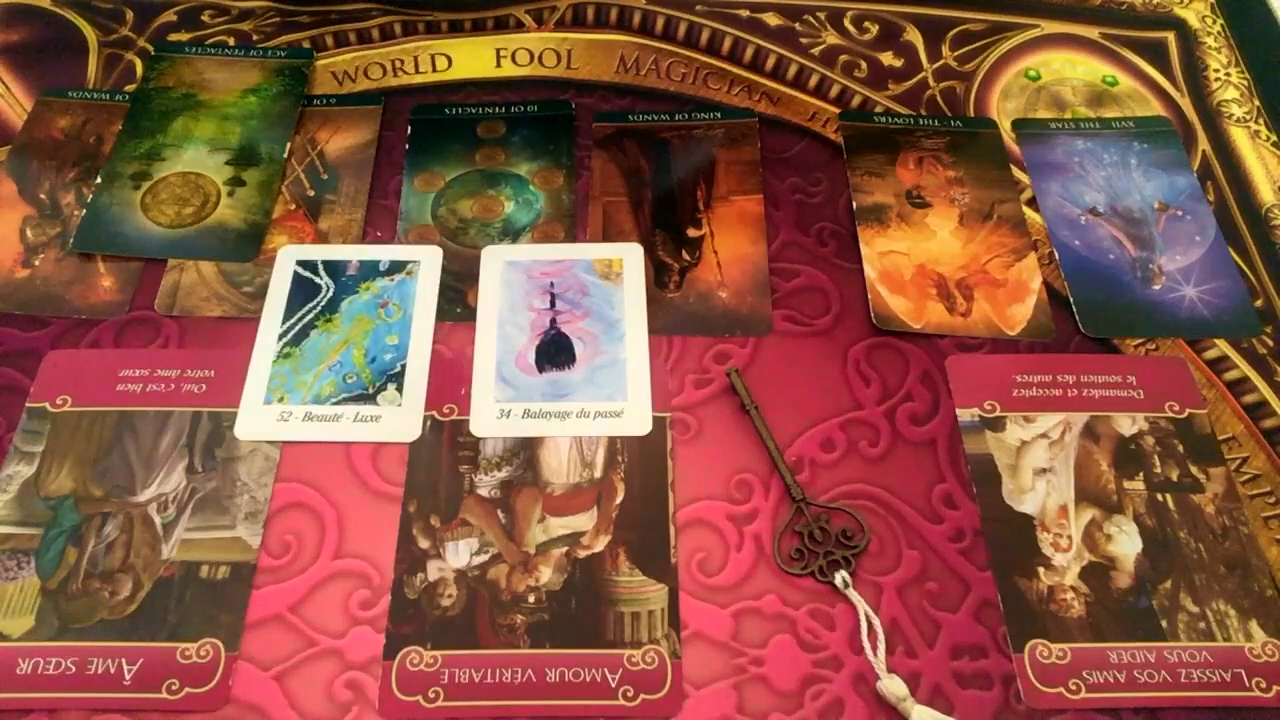 WORLD FOOL MAGICIAN
ACE OF PENTACLES
OF WANDS
6 OF
10 OF PENTACLES
KING OF WANDS
VI - THE LOVERS
XVII - THE STAR
52 - Beauté - Luxe
34 - Balayage du passé
Oui, c'est bien
votre âme sœur.
Demandez et acceptez
le soutien des autres.
TEMPE
ÂME SŒUR
AMOUR VÉRITABLE
LAISSEZ VOS AMIS
VOUS AIDER